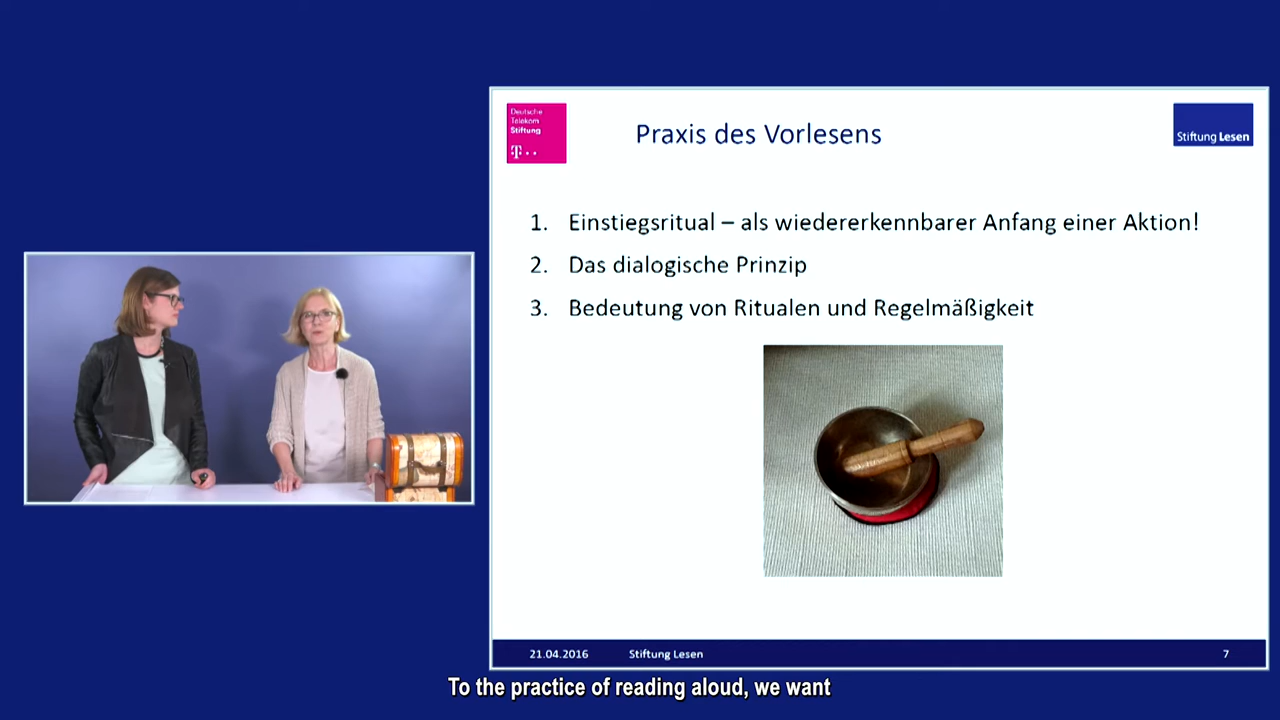 Deutsche
Telekom
Stiftung
T
Praxis des Vorlesens
Stiftung Lesen
1. Einstiegsritual – als wiedererkennbarer Anfang einer Aktion!
2. Das dialogische Prinzip
3. Bedeutung von Ritualen und Regelmäßigkeit
21.04.2016 Stiftung Lesen 7
To the practice of reading aloud, we want